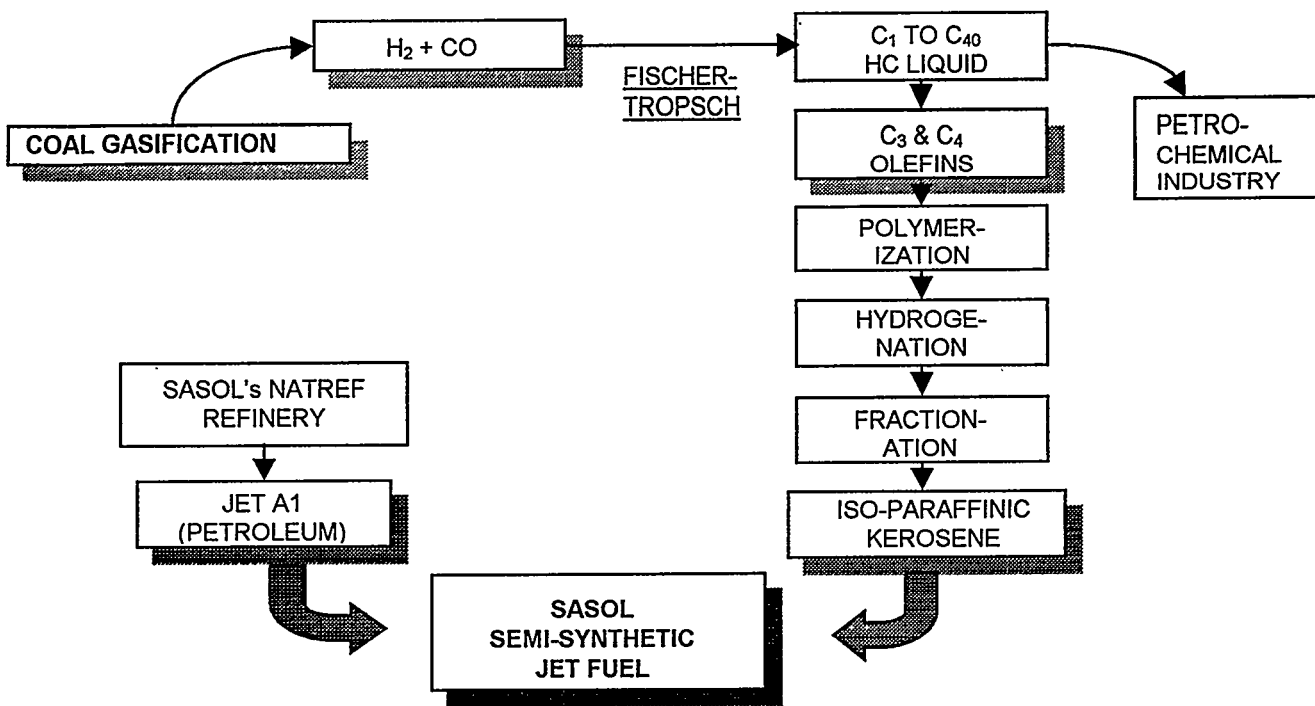 H₂ + CO
FISCHER-
TROPSCH
C₁ TO C₄₀
HC LIQUID
COAL GASIFICATION
C₃ & C₄
OLEFINS
PETRO-
CHEMICAL
INDUSTRY
POLYMER-
IZATION
HYDROGE-
NATION
SASOL's NATREF
REFINERY
FRACTION-
ATION
JET A1
(PETROLEUM)
ISO-PARAFFINIC
KEROSENE
SASOL
SEMI-SYNTHETIC
JET FUEL